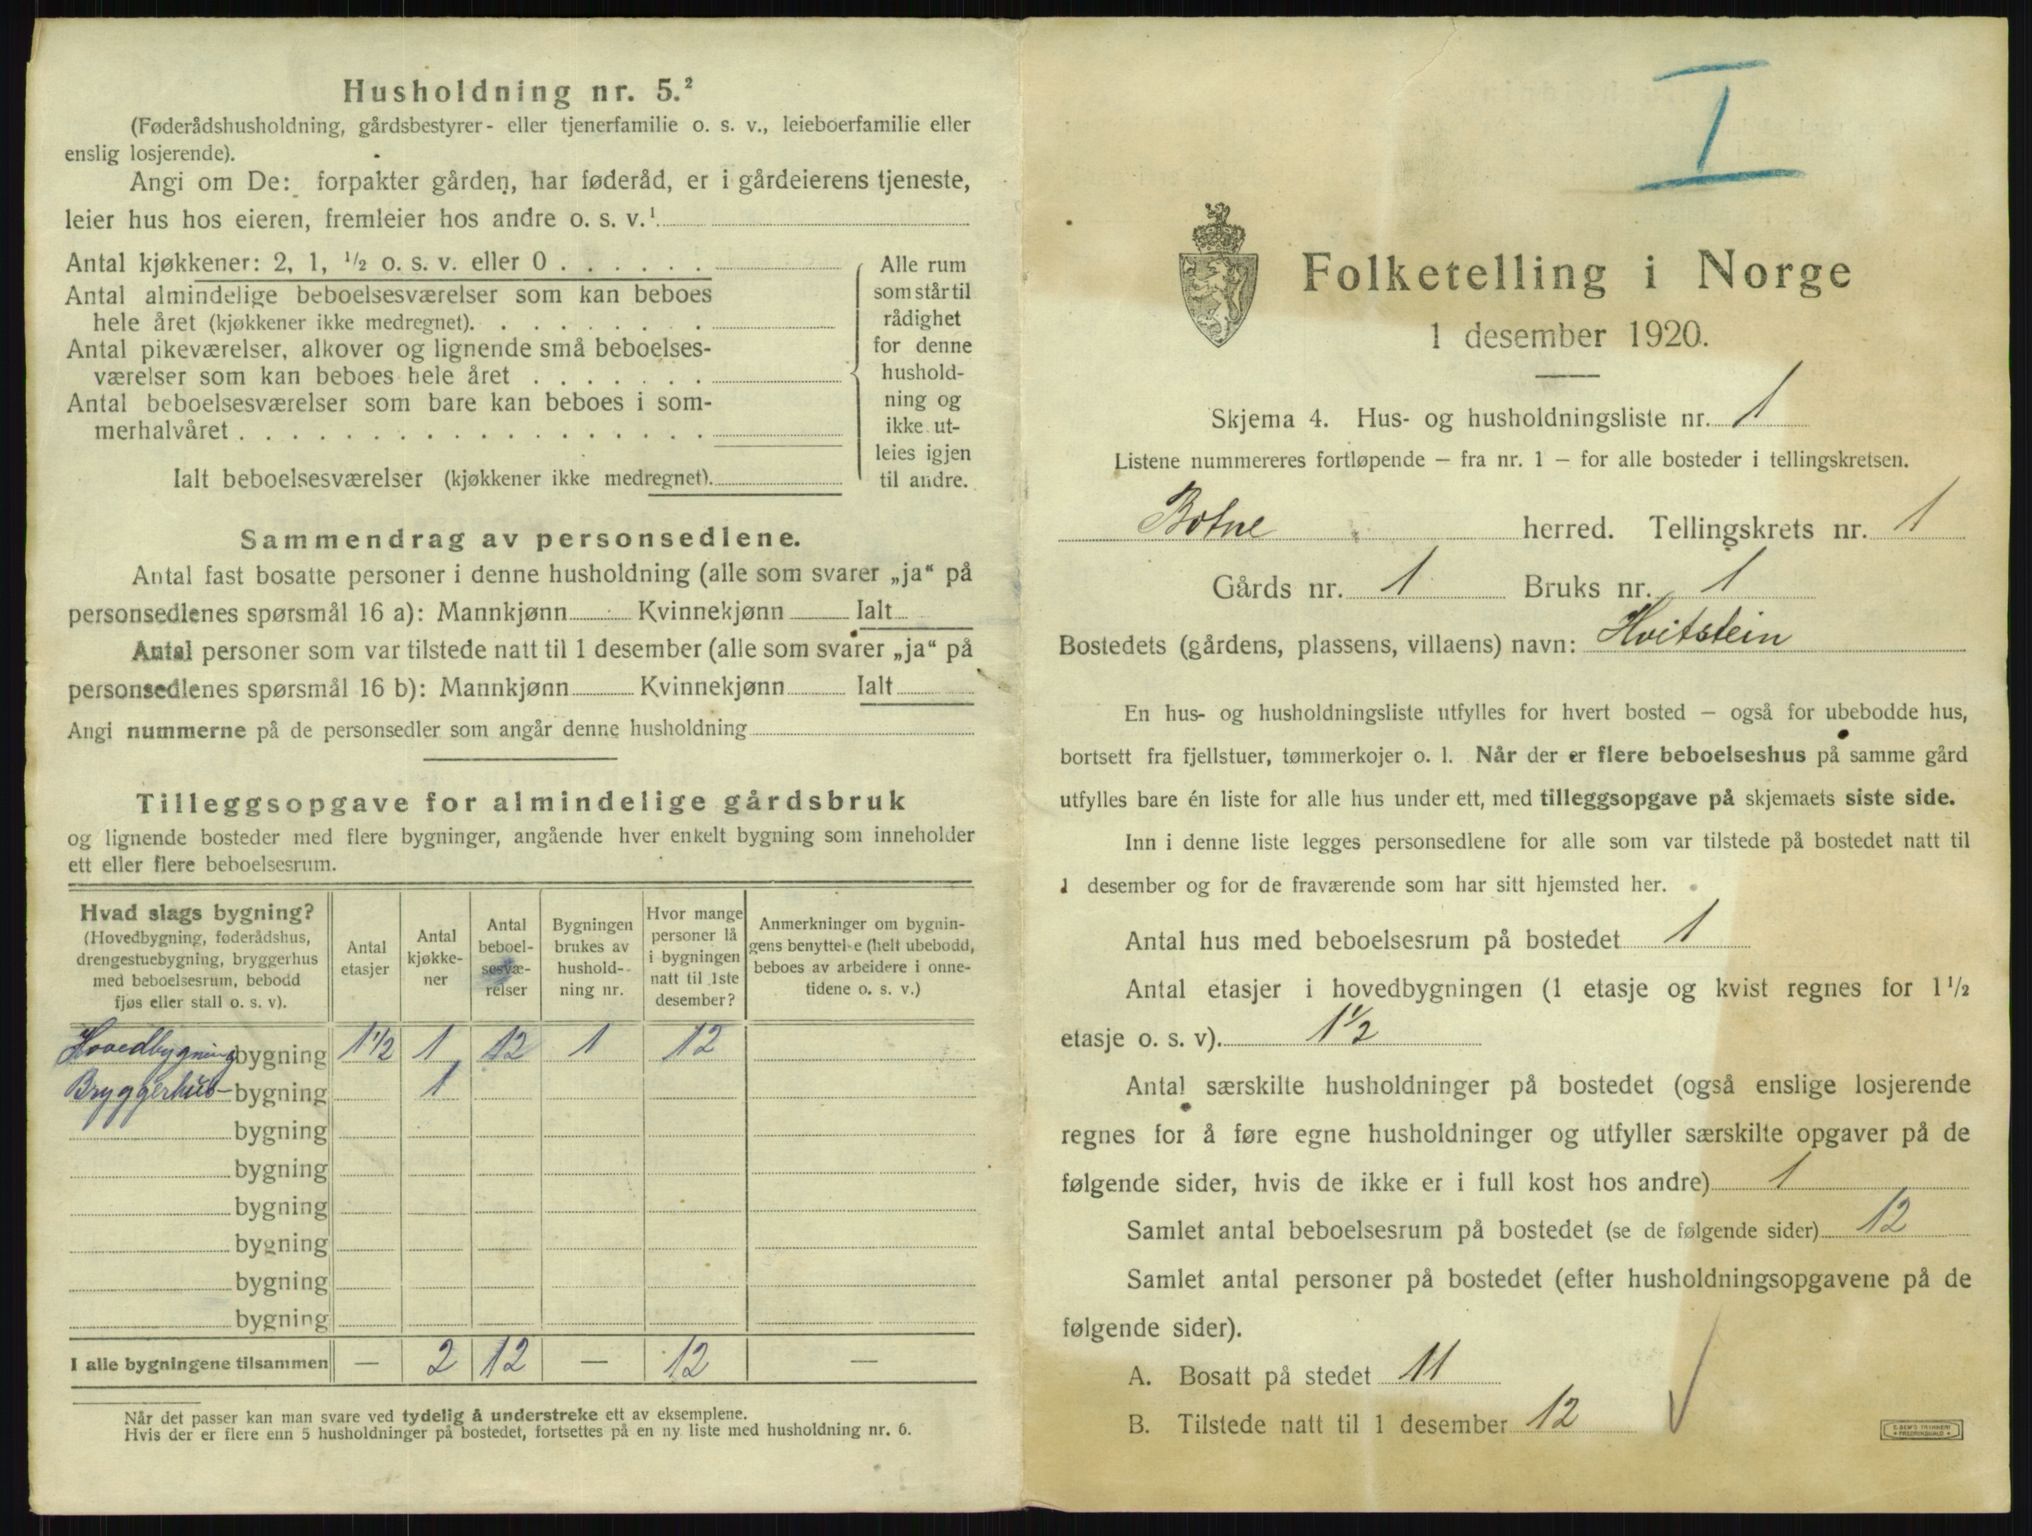 Husholdning nr. 5.²
(Føderådshusholdning, gårdsbestyrer- eller tjenerfamilie o. s. v., leieboerfamilie eller
enslig losjerende).
Angi om De: forpakter gården, har føderåd, er i gårdeierens tjeneste,
leier hus hos eieren, fremleier hos andre o. s. v.¹
Antal kjøkkener: 2, 1, ½ o. s. v. eller 0 . . . . . .
Antal almindelige beboelsesværelser som kan beboes
hele året (kjøkkener ikke medregnet). . . . . . . .
Antal pikeværelser, alkover og lignende små beboelses-
værelser som kan beboes hele året . . . . . . .
Antal beboelsesværelser som bare kan beboes i som-
merhalvåret . . . . . . . . . . . . . . . . . .
Ialt beboelsesværelser (kjøkkener ikke medregnet).
Alle rum
som står til
rådighet
for denne
hushold-
ning og
ikke ut-
leies igjen
til andre.
Sammendrag av personsedlene.
Antal fast bosatte personer i denne husholdning (alle som svarer „ja“ på
personsedlenes spørsmål 16 a): Mannkjønn Kvinnekjønn Ialt
Antal personer som var tilstede natt til 1 desember (alle som svarer „ja“ på
personsedlenes spørsmål 16 b): Mannkjønn Kvinnekjønn Ialt
Angi nummerne på de personsedler som angår denne husholdning
Tilleggsopgave for almindelige gårdsbruk
og lignende bosteder med flere bygninger, angående hver enkelt bygning som inneholder
ett eller flere beboelsesrum.
Hvad slags bygning?
(Hovedbygning, føderådshus,
drengestuebygning, bryggerhus
med beboelsesrum, bebodd
fjøs eller stall o. s. v).
Antal
etasjer
Antal
kjøkke-
ner
Antal
beboel-
sesvæ-
relser
Bygningen
brukes av
hushold-
ning nr.
Hvor mange
personer lå
i bygningen
natt til 1ste
desember?
Anmerkninger om bygnin-
gens benyttelse (helt ubebodd,
beboes av arbeidere i onne-
tidene o. s. v.)
Hovedbygning bygning 1½ 1 12 1 12
Bryggerhus- bygning 1
bygning
bygning
bygning
bygning
bygning
bygning
I alle bygningene tilsammen — 2 12 — 12 —
Når det passer kan man svare ved tydelig å understreke ett av eksemplene.
Hvis der er flere enn 5 husholdninger på bostedet, fortsettes på en ny liste med husholdning nr. 6.
I
Folketelling i Norge
1 desember 1920.
Skjema 4. Hus- og husholdningsliste nr. 1
Listene nummereres fortløpende – fra nr. 1 – for alle bosteder i tellingskretsen.
Botne herred. Tellingskrets nr. 1
Gårds nr. 1 Bruks nr. 1
Bostedets (gårdens, plassens, villaens) navn: Hvitstein
En hus- og husholdningsliste utfylles for hvert bosted – også for ubebodde hus,
bortsett fra fjellstuer, tømmerkojer o. l. Når der er flere beboelseshus på samme gård
utfylles bare én liste for alle hus under ett, med tilleggsopgave på skjemaets siste side.
Inn i denne liste legges personsedlene for alle som var tilstede på bostedet natt til
1 desember og for de fraværende som har sitt hjemsted her.
Antal hus med beboelsesrum på bostedet 1
Antal etasjer i hovedbygningen (1 etasje og kvist regnes for 1½
etasje o. s. v). 1½
Antal særskilte husholdninger på bostedet (også enslige losjerende
regnes for å føre egne husholdninger og utfyller særskilte opgaver på de
følgende sider, hvis de ikke er i full kost hos andre) 1
Samlet antal beboelsesrum på bostedet (se de følgende sider) 12
Samlet antal personer på bostedet (efter husholdningsopgavene på de
følgende sider).
A. Bosatt på stedet 11
B. Tilstede natt til 1 desember 12